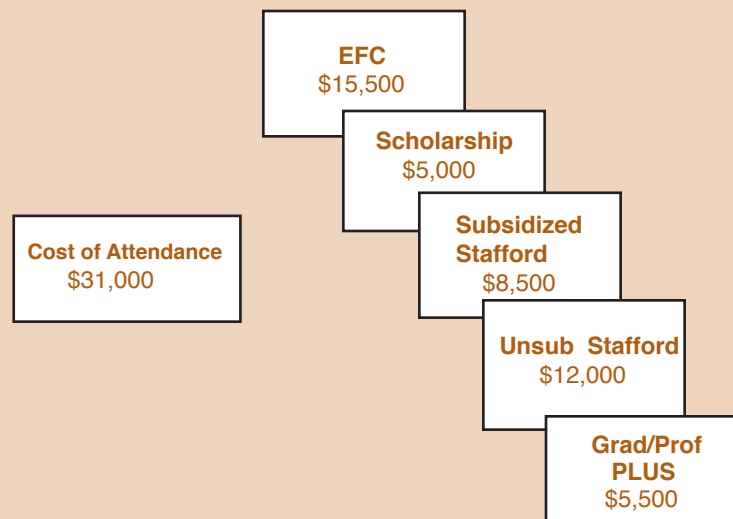 EFC
$15,500
Scholarship
$5,000
Subsidized
Stafford
$8,500
Cost of Attendance
$31,000
Unsub Stafford
$12,000
Grad/Prof
PLUS
$5,500